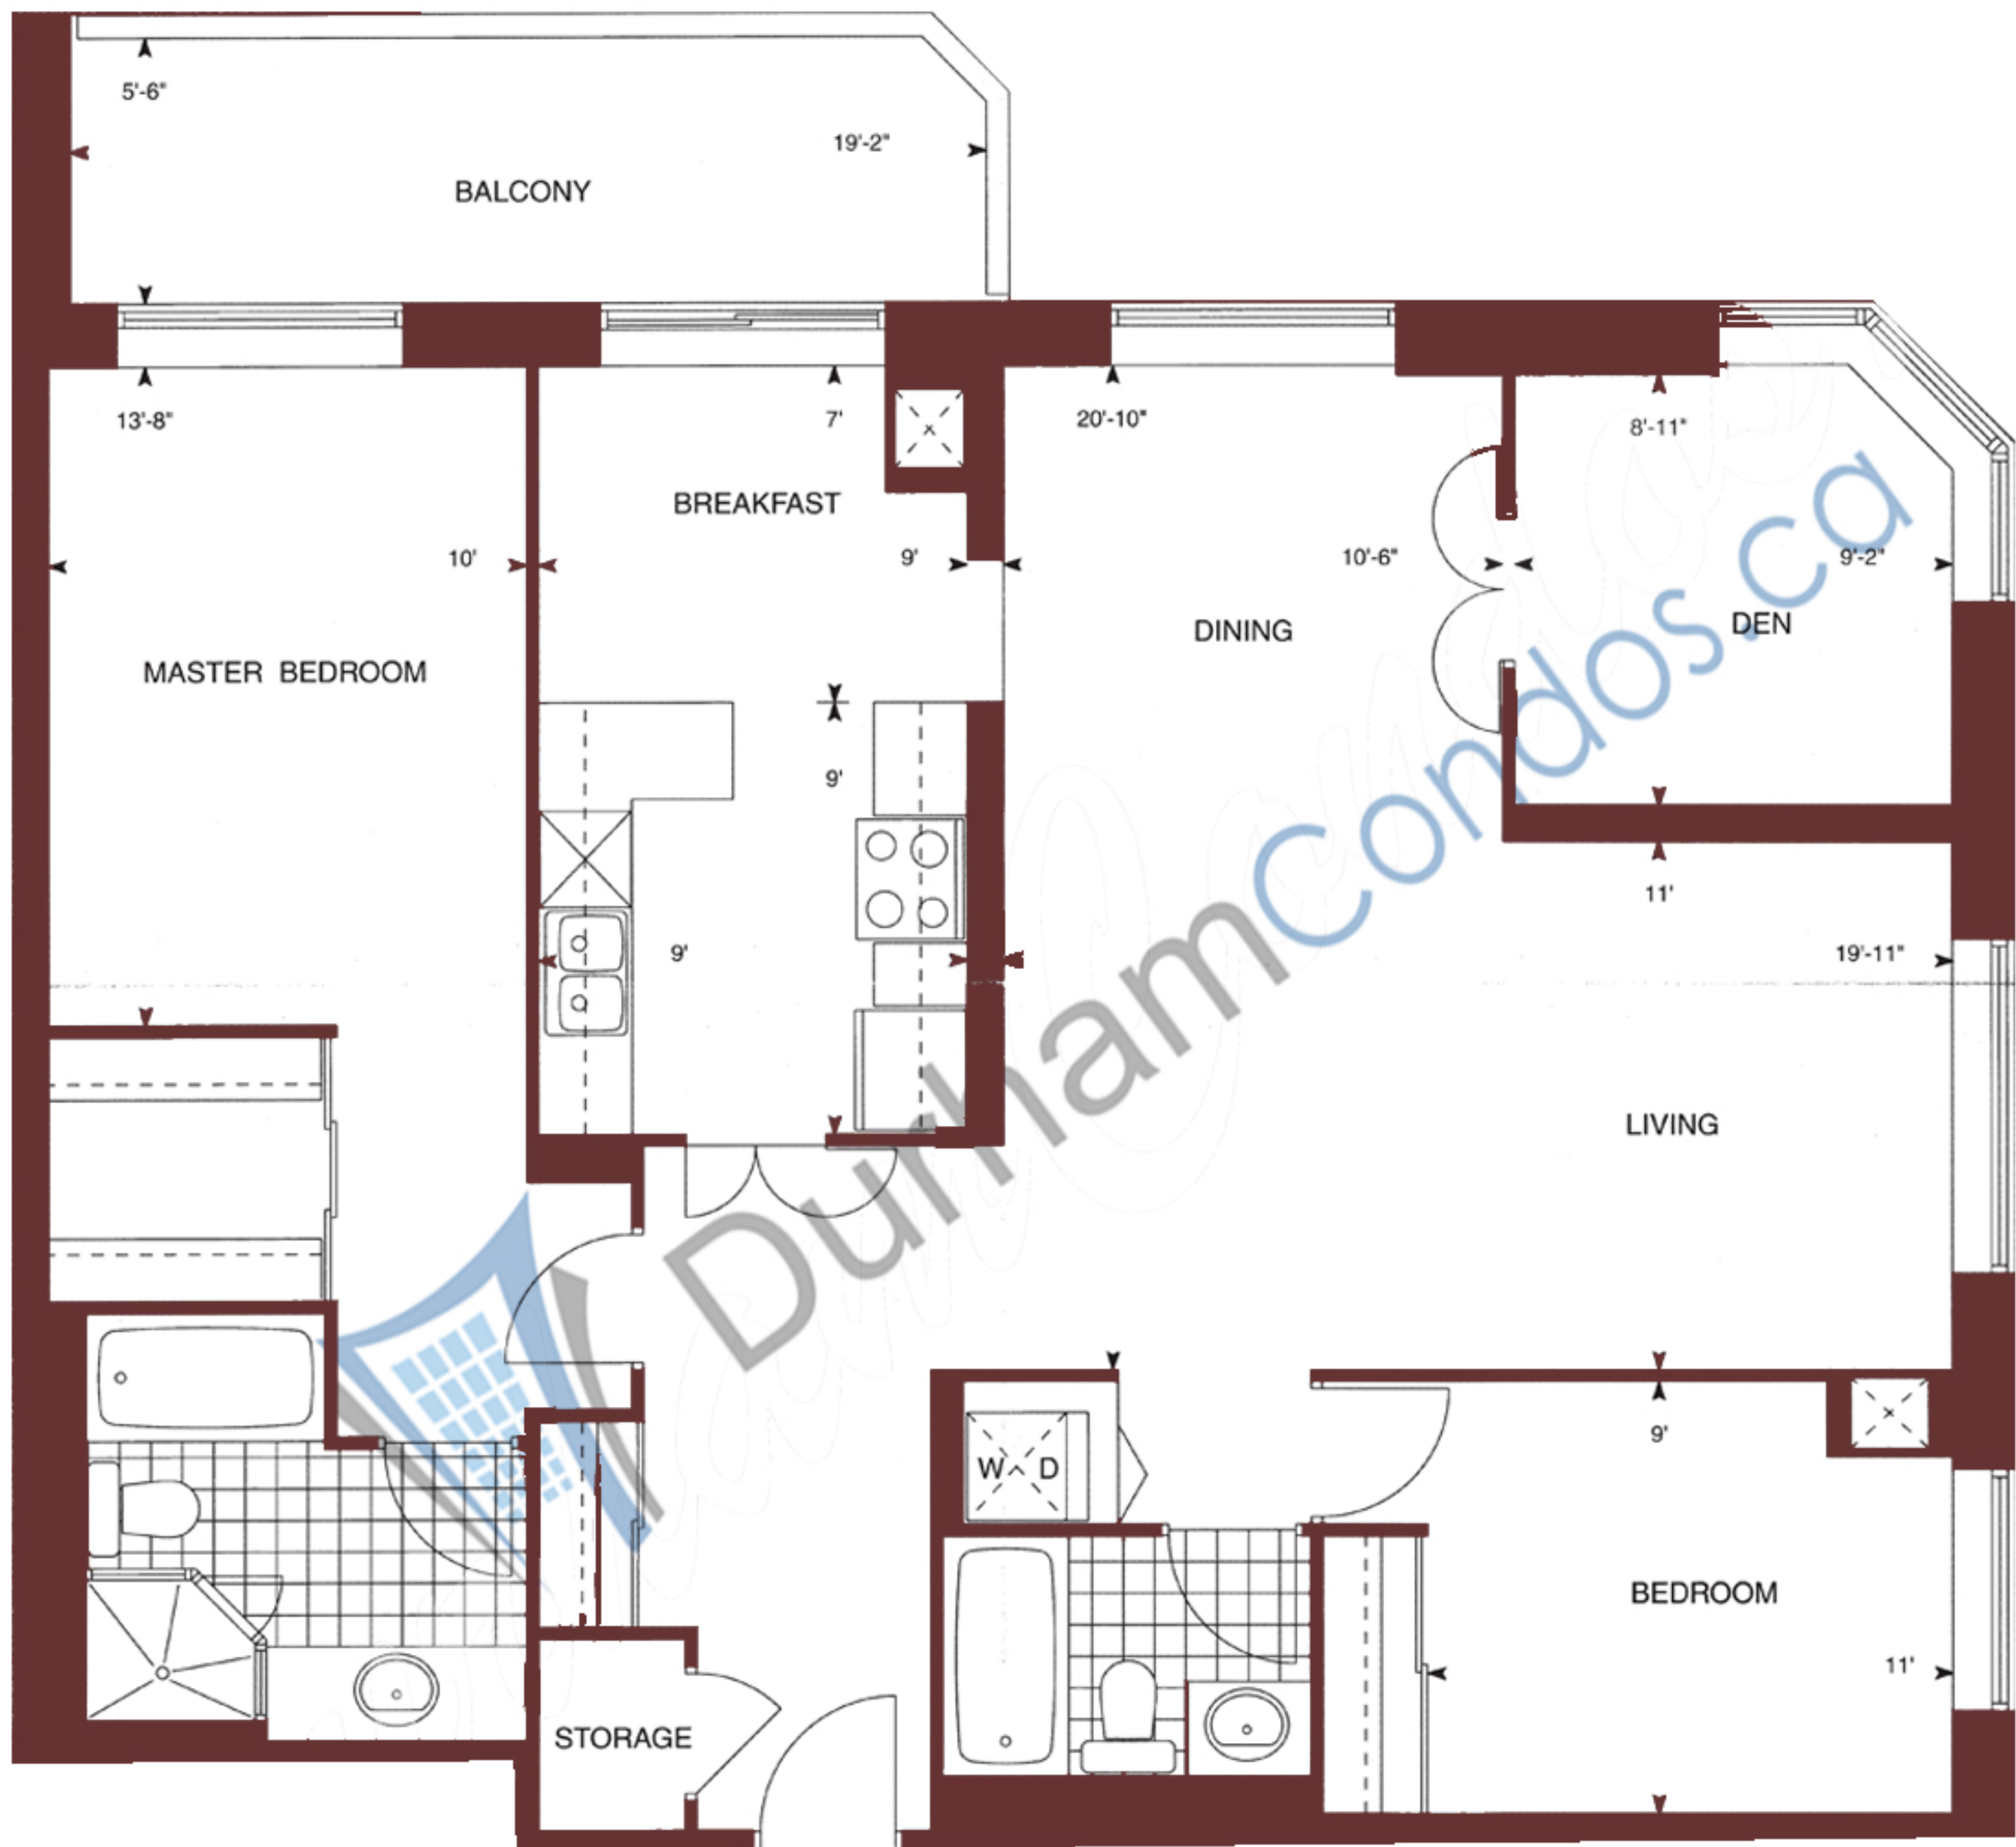 5'-6"
19'-2"
BALCONY
13'-8"
7'
20'-10"
8'-11"
BREAKFAST
10'
9'
10'-6"
9'-2"
DINING
DEN
MASTER BEDROOM
9'
11'
9'
19'-11"
LIVING
DurhamCondos.ca
9'
W D
BEDROOM
11'
STORAGE